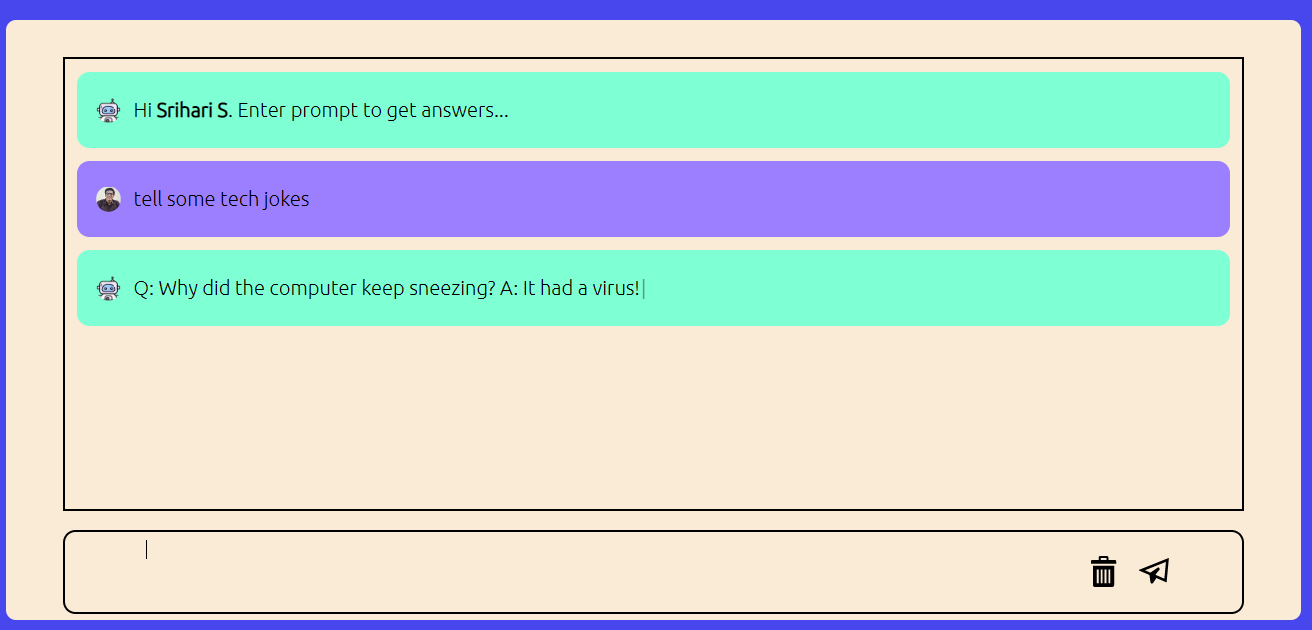 Hi Srihari S. Enter prompt to get answers...
tell some tech jokes
Q: Why did the computer keep sneezing? A: It had a virus!